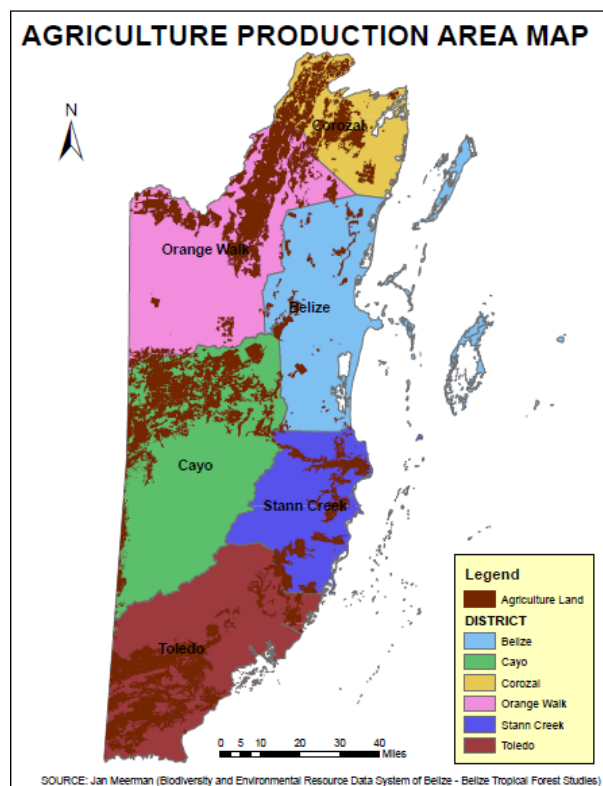 AGRICULTURE PRODUCTION AREA MAP
N
Corozal
Orange Walk
Belize
Cayo
Stann Creek
Toledo
Legend
Agriculture Land
DISTRICT
Belize
Cayo
Corozal
Orange Walk
Stann Creek
Toledo
0 5 10 20 30 40
Miles
SOURCE: Jan Meerman (Biodiversity and Environmental Resource Data System of Belize - Belize Tropical Forest Studies)